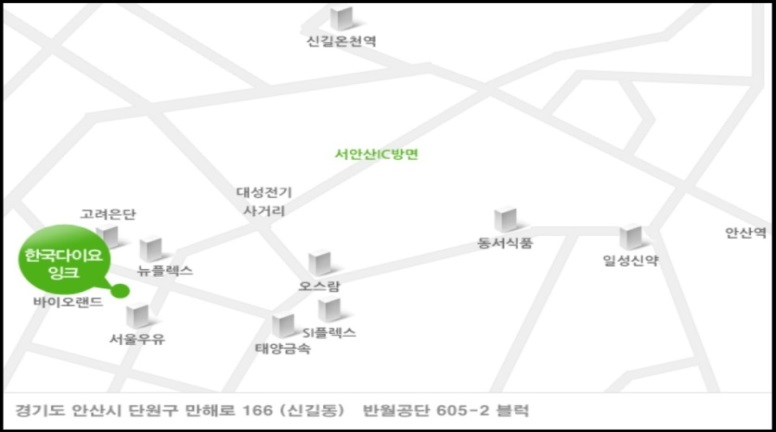 신길온천역
서안산IC방면
대성전기
사거리
고려은단
한국다이요
잉크
뉴플렉스
동서식품
안산역
일성신약
오스람
바이오랜드
서울우유
SI플렉스
태양금속
경기도 안산시 단원구 만해로 166 (신길동) 반월공단 605-2 블럭